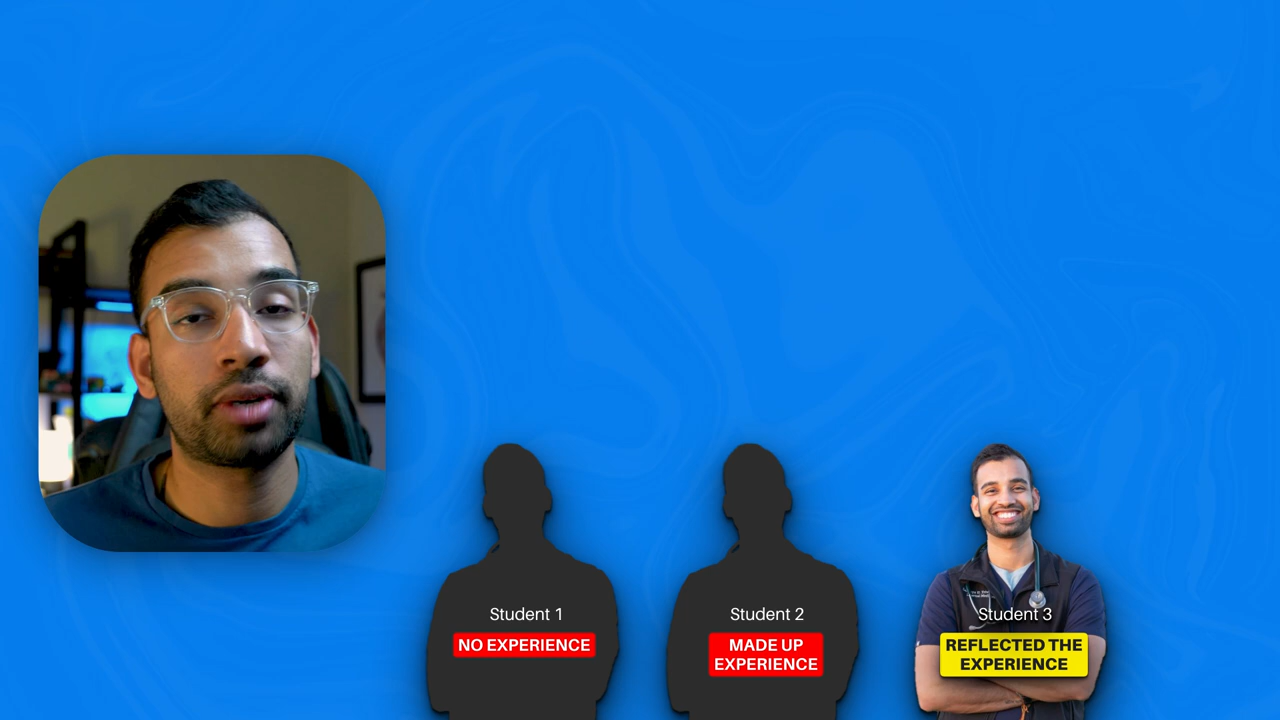 Student 1
NO EXPERIENCE
Student 2
MADE UP
EXPERIENCE
Student 3
REFLECTED THE
EXPERIENCE